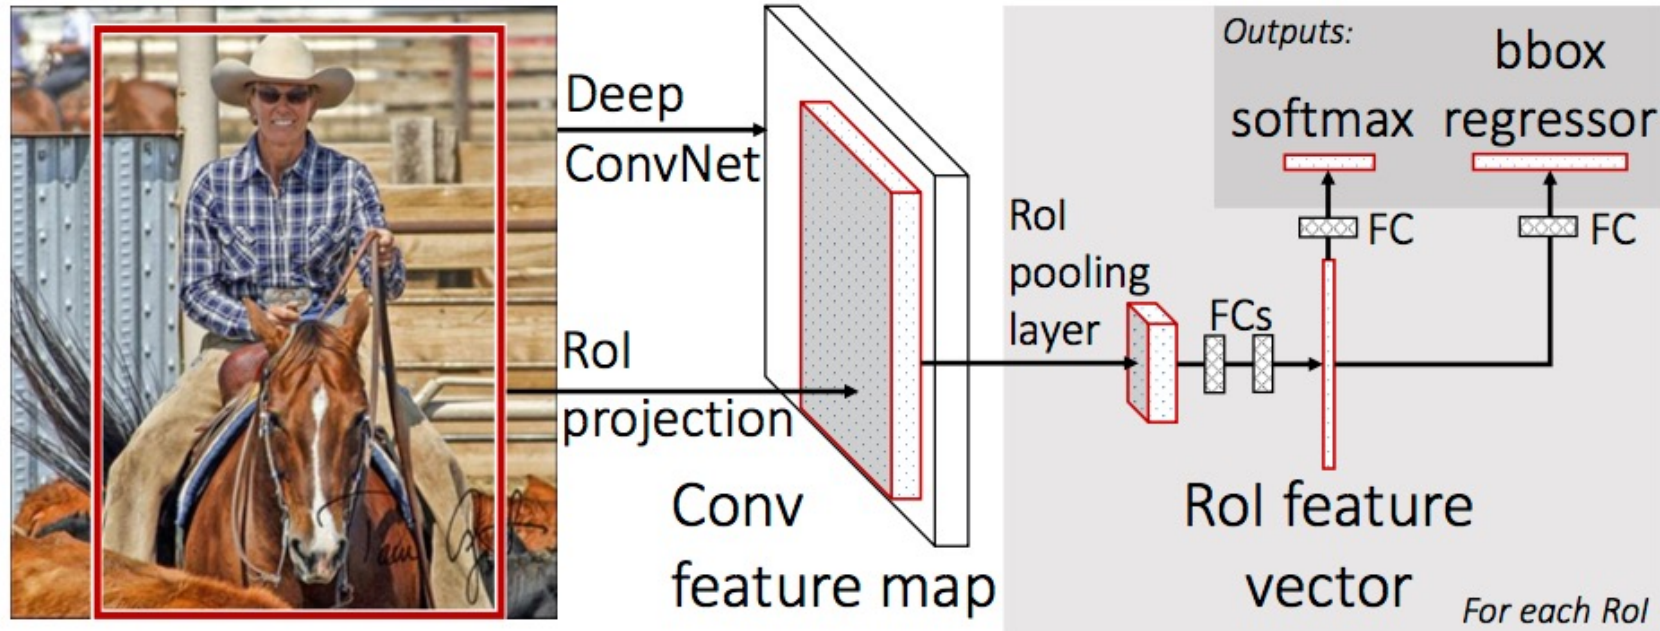 Deep
ConvNet
RoI
projection
Conv
feature map
RoI
pooling
layer
FCs
RoI feature
vector
For each RoI
Outputs:
softmax
bbox
regressor
FC
FC